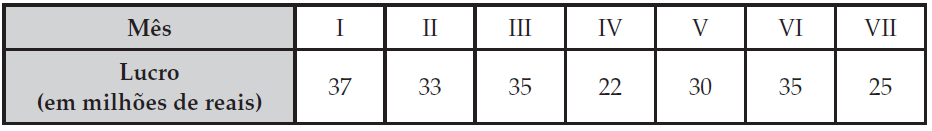 Mês I II III IV V VI VII
Lucro
(em milhões de reais) 37 33 35 22 30 35 25